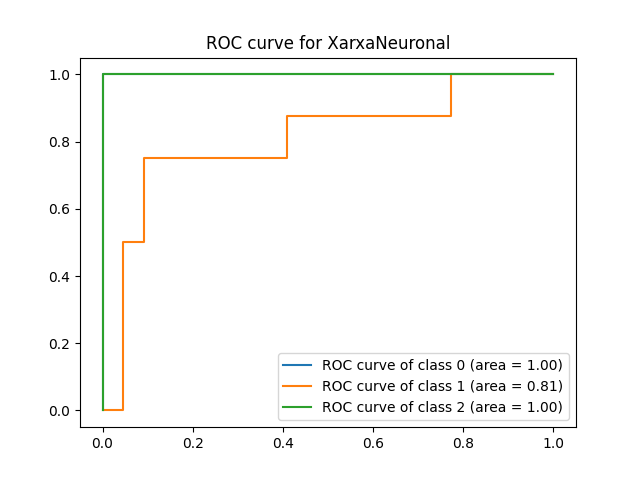 ROC curve for XarxaNeuronal
1.0
0.8
0.6
0.4
0.2
0.0
ROC curve of class 0 (area = 1.00)
ROC curve of class 1 (area = 0.81)
ROC curve of class 2 (area = 1.00)
0.0 0.2 0.4 0.6 0.8 1.0